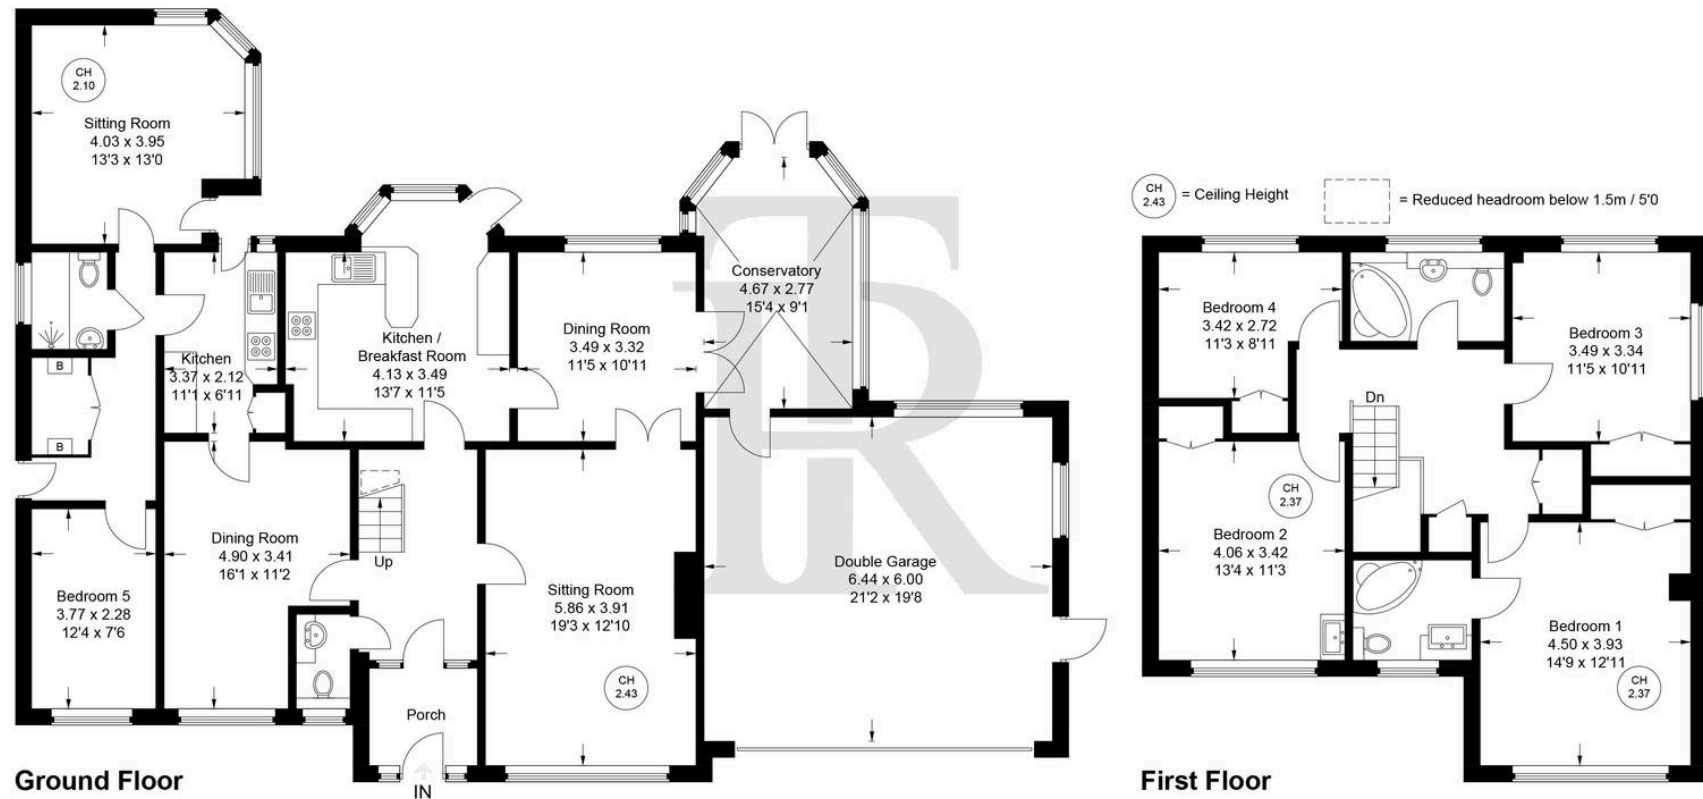 CH
2.10
Sitting Room
4.03 x 3.95
13'3 x 13'0
Kitchen
3.37 x 2.12
11'1 x 6'11
B
B
Kitchen /
Breakfast Room
4.13 x 3.49
13'7 x 11'5
Dining Room
3.49 x 3.32
11'5 x 10'11
Conservatory
4.67 x 2.77
15'4 x 9'1
Bedroom 5
3.77 x 2.28
12'4 x 7'6
Dining Room
4.90 x 3.41
16'1 x 11'2
Up
Porch
IN
Sitting Room
5.86 x 3.91
19'3 x 12'10
CH
2.43
Double Garage
6.44 x 6.00
21'2 x 19'8
TR
Ground Floor
CH
2.43
= Ceiling Height
= Reduced headroom below 1.5m / 5'0
Bedroom 4
3.42 x 2.72
11'3 x 8'11
Bedroom 3
3.49 x 3.34
11'5 x 10'11
Dn
CH
2.37
Bedroom 2
4.06 x 3.42
13'4 x 11'3
Bedroom 1
4.50 x 3.93
14'9 x 12'11
CH
2.37
First Floor